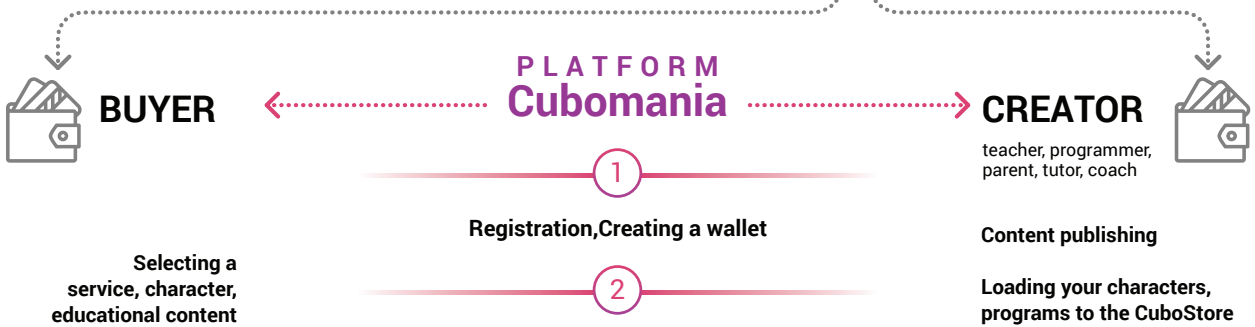 PLATFORM
Cubomania
BUYER
CREATOR
teacher, programmer,
parent, tutor, coach
1
Registration,Creating a wallet
Content publishing
Selecting a
service, character,
educational content
2
Loading your characters,
programs to the CuboStore